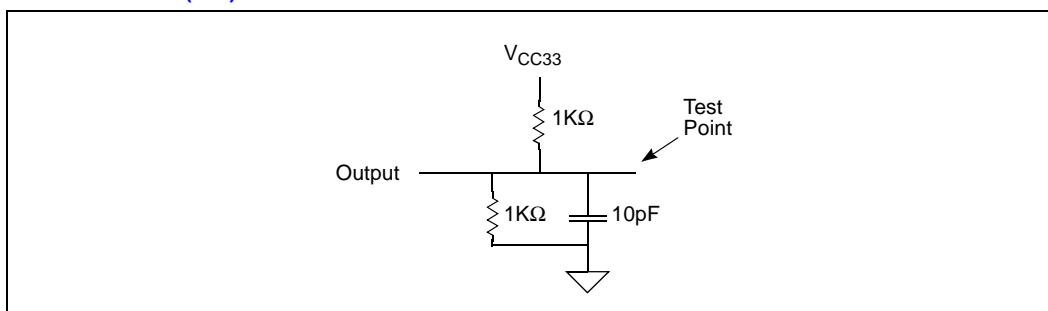 V_CC33
1KΩ
Test
Point
Output
1KΩ
10pF